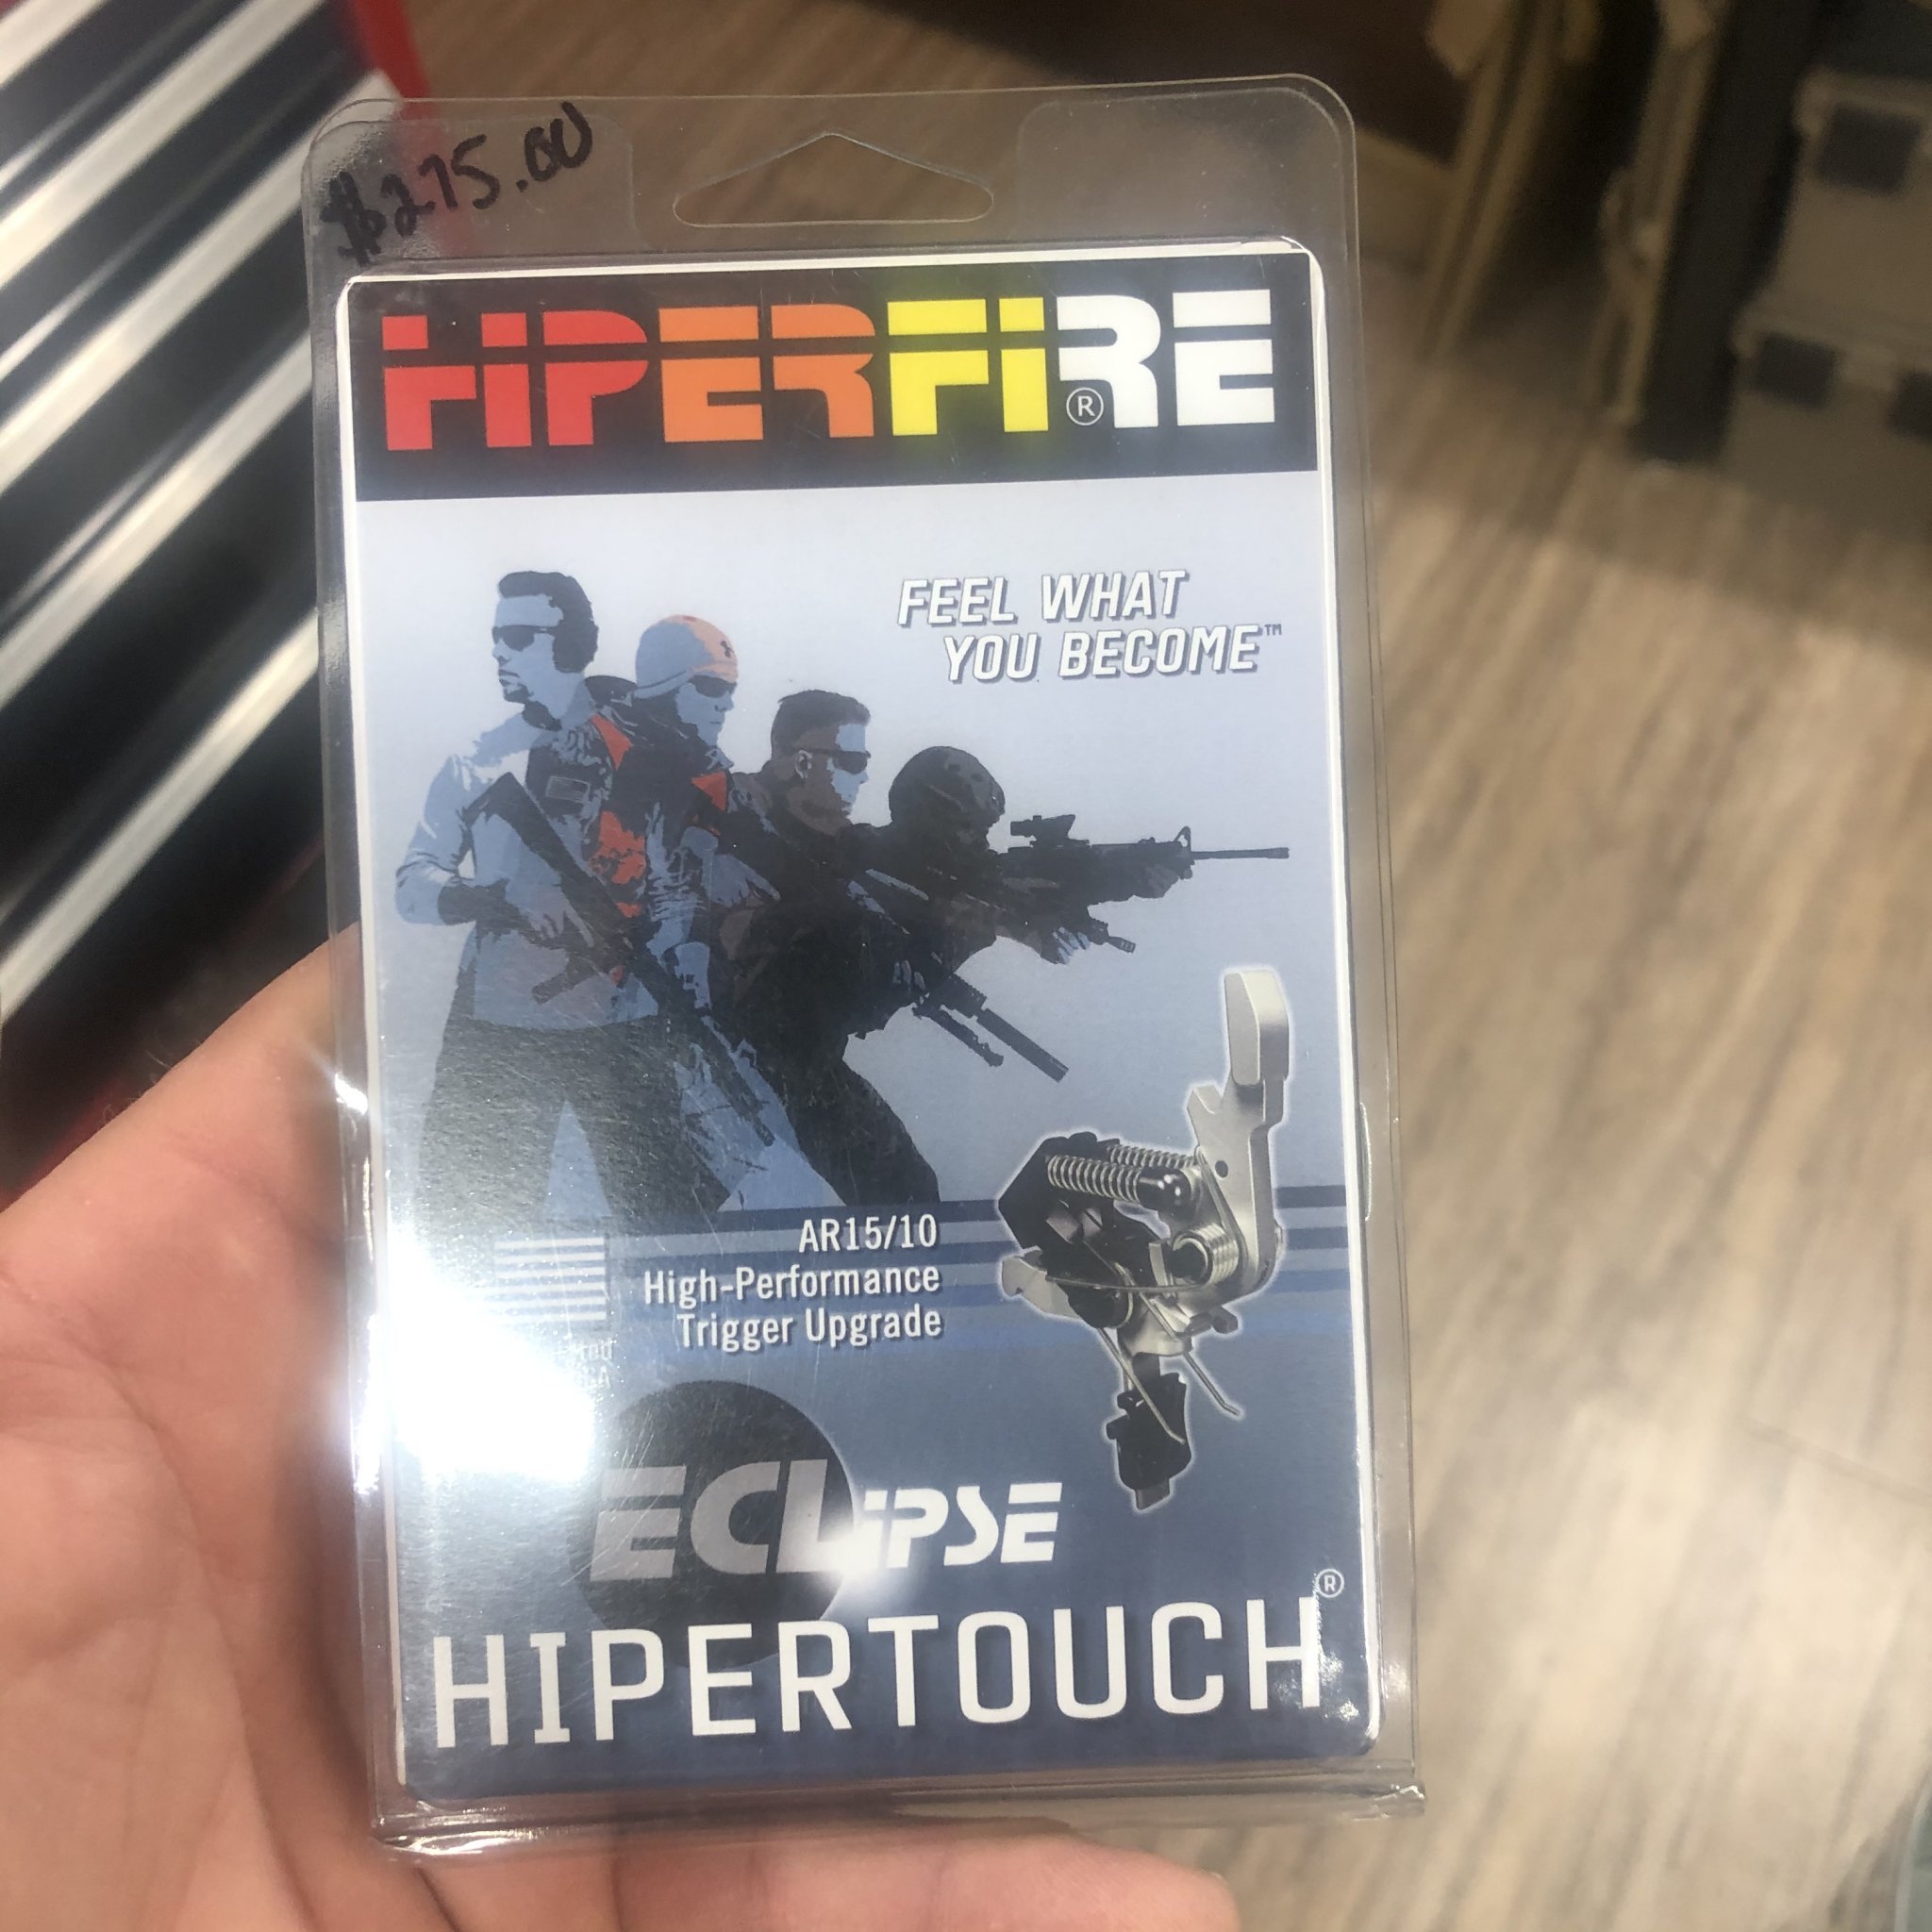 $275.00
HIPERFIRE®
FEEL WHAT
YOU BECOME™
AR15/10
High-Performance
Trigger Upgrade
ECLIPSE
HIPERTOUCH®